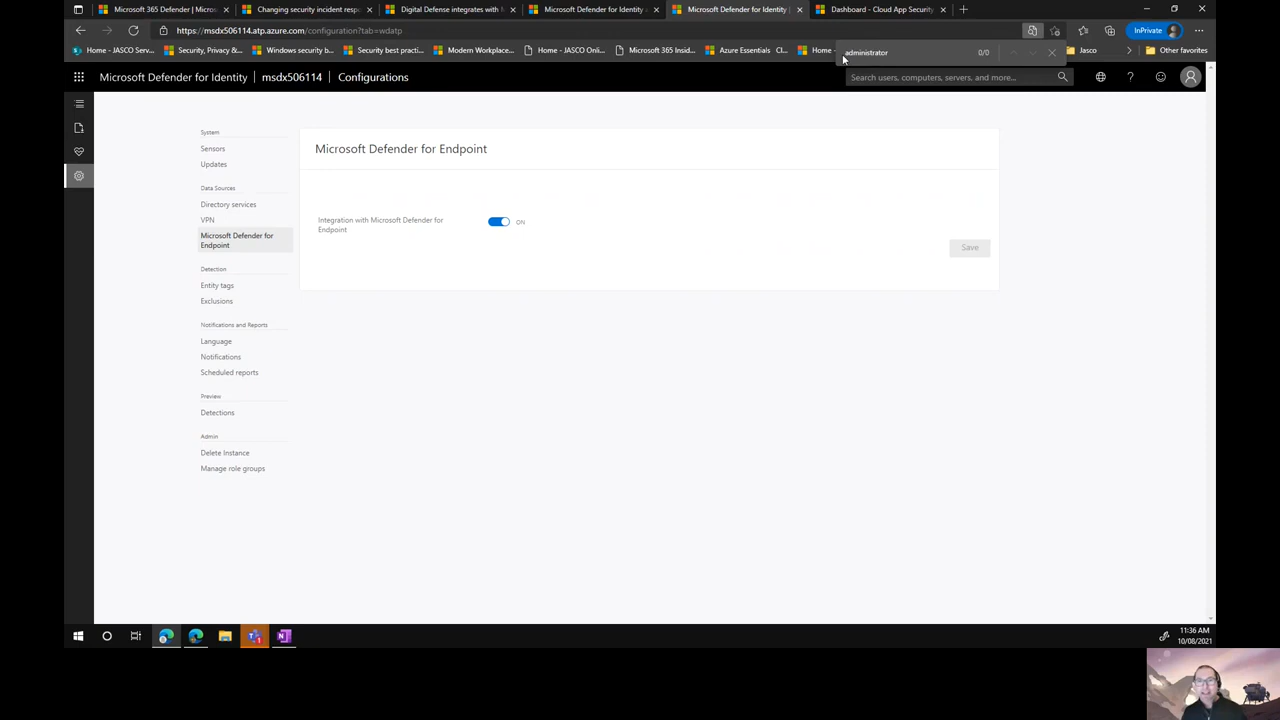 Microsoft 365 Defender | Micros
Changing security incident resp
Digital Defense integrates with M
Microsoft Defender for Identity a
Microsoft Defender for Identity |
Dashboard - Cloud App Security
https://msdx506114.atp.azure.com/configuration?tab=wdatp
InPrivate
Home - JASCO Serv...
Security, Privacy &...
Windows security b...
Security best practi...
Modern Workplace...
Home - JASCO Onli...
Microsoft 365 Insid...
Azure Essentials Cl...
Home -
Jasco
Other favorites
administrator
0/0
Microsoft Defender for Identity
msdx506114
Configurations
Search users, computers, servers, and more...
System
Sensors
Updates
Data Sources
Directory services
VPN
Microsoft Defender for
Endpoint
Detection
Entity tags
Exclusions
Notifications and Reports
Language
Notifications
Scheduled reports
Preview
Detections
Admin
Delete Instance
Manage role groups
Microsoft Defender for Endpoint
Integration with Microsoft Defender for
Endpoint
ON
Save
11:36 AM
10/08/2021